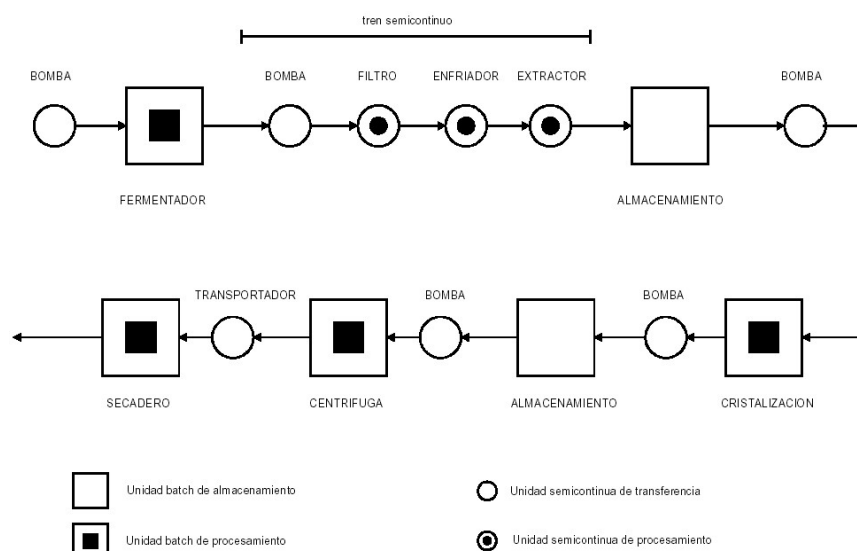 tren semicontinuo
BOMBA
BOMBA
FILTRO
ENFRIADOR
EXTRACTOR
BOMBA
FERMENTADOR
ALMACENAMIENTO
TRANSPORTADOR
BOMBA
BOMBA
SECADERO
CENTRIFUGA
ALMACENAMIENTO
CRISTALIZACION
Unidad batch de almacenamiento
Unidad semicontinua de transferencia
Unidad batch de procesamiento
Unidad semicontinua de procesamiento